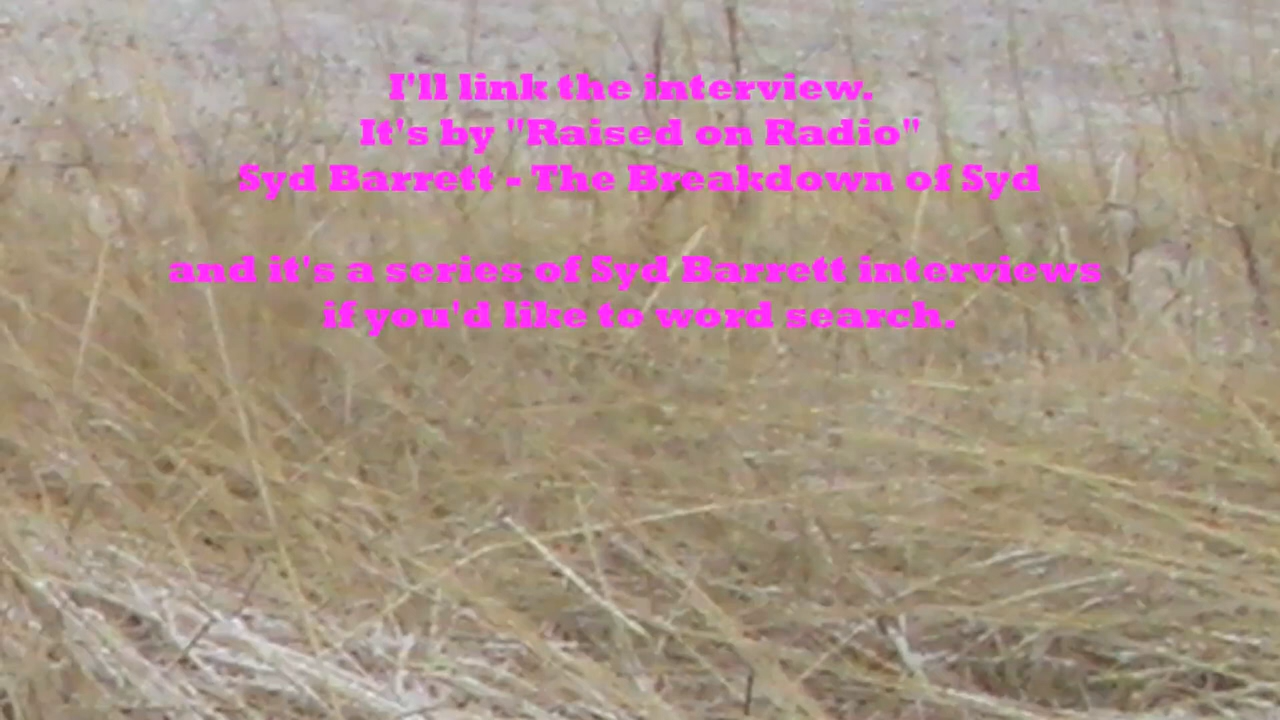 I'll link the interview.
It's by "Raised on Radio"
Syd Barrett - The Breakdown of Syd
and it's a series of Syd Barrett interviews
if you'd like to word search.